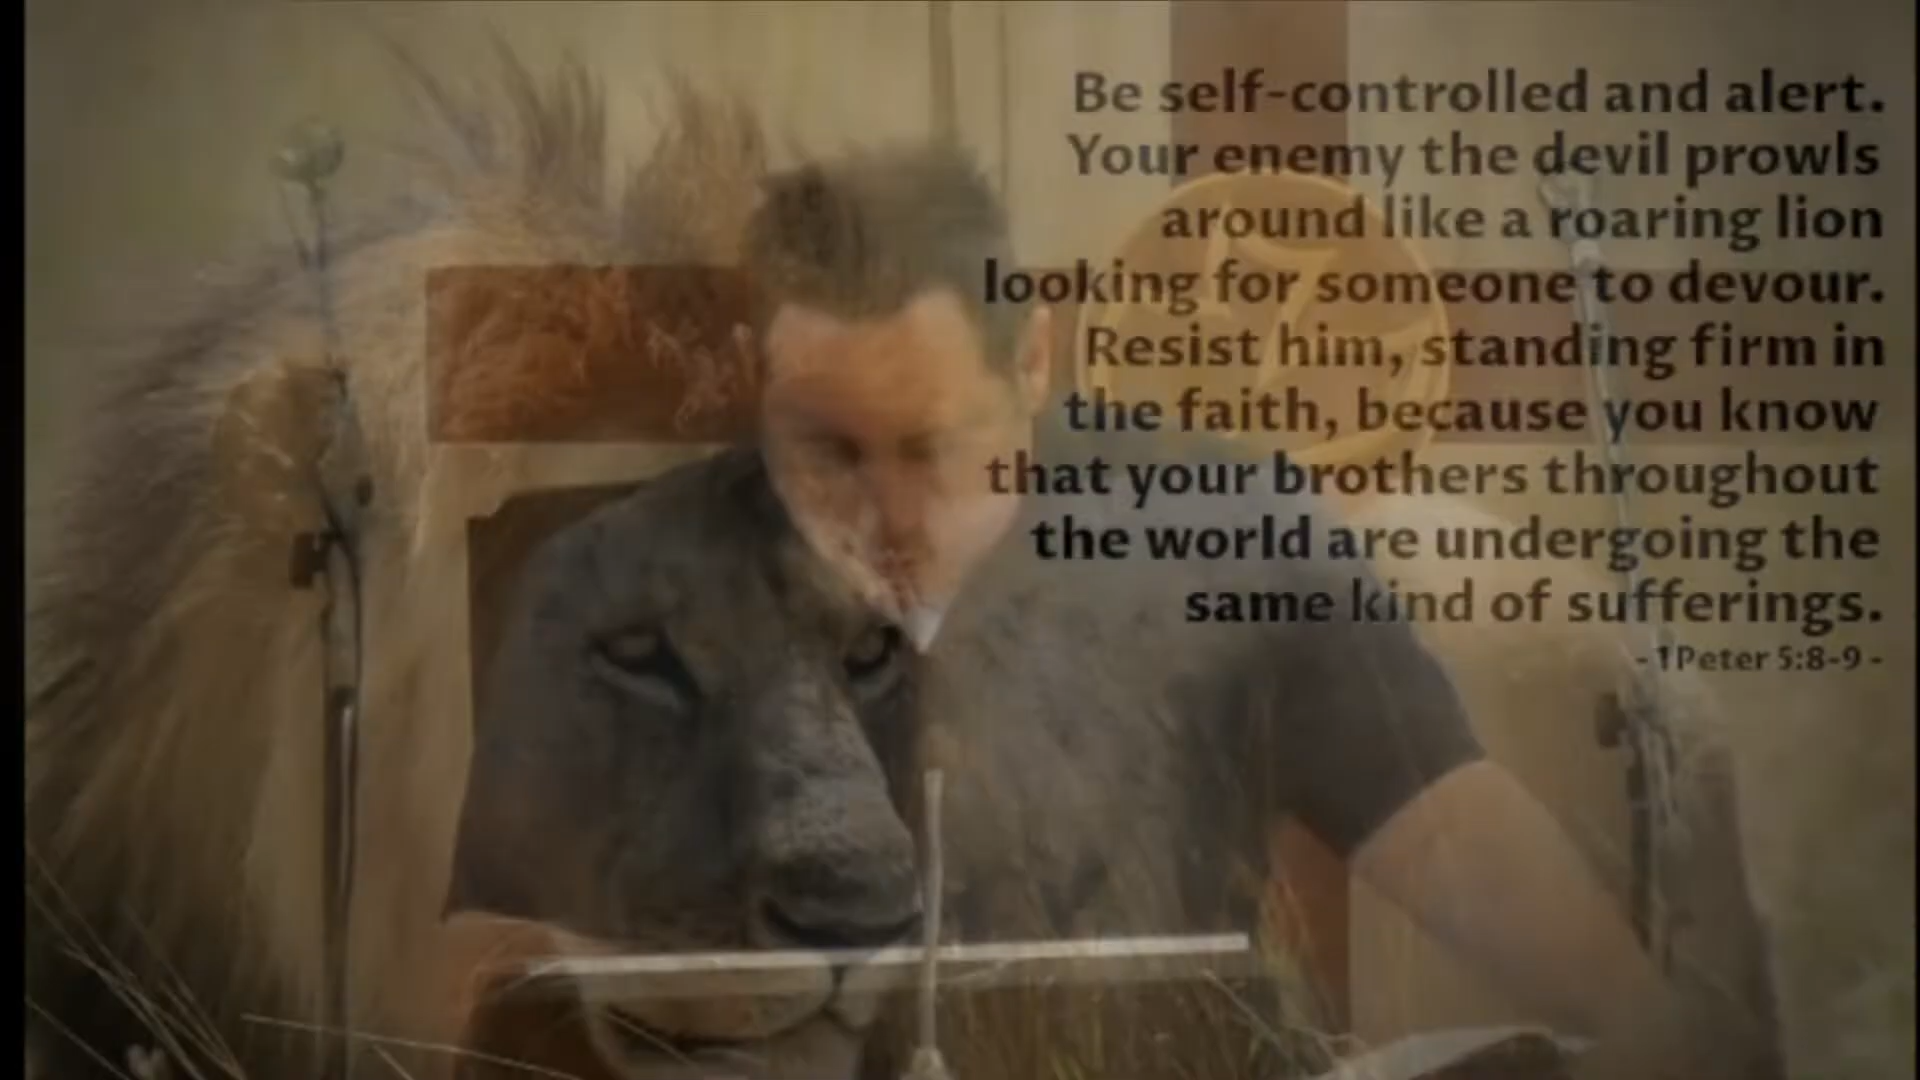 Be self-controlled and alert.
Your enemy the devil prowls
around like a roaring lion
looking for someone to devour.
Resist him, standing firm in
the faith, because you know
that your brothers throughout
the world are undergoing the
same kind of sufferings.
- 1Peter 5:8-9 -